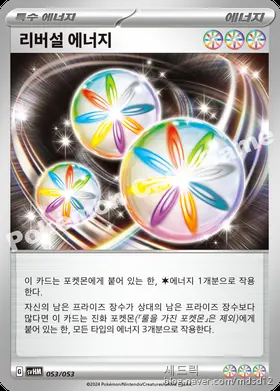 특수 에너지
에너지
리버설 에너지
이 카드는 포켓몬에게 붙어 있는 한, 에너지 1개분으로 작용한다.
자신의 남은 프라이즈 장수가 상대의 남은 프라이즈 장수보다
많다면 이 카드는 진화 포켓몬(「룰을 가진 포켓몬」은 제외)에게
붙어 있는 한, 모든 타입의 에너지 3개분으로 작용한다.
G svHM 053/053
세드릭
©2024 Pokémon/Nintendo/Creatures